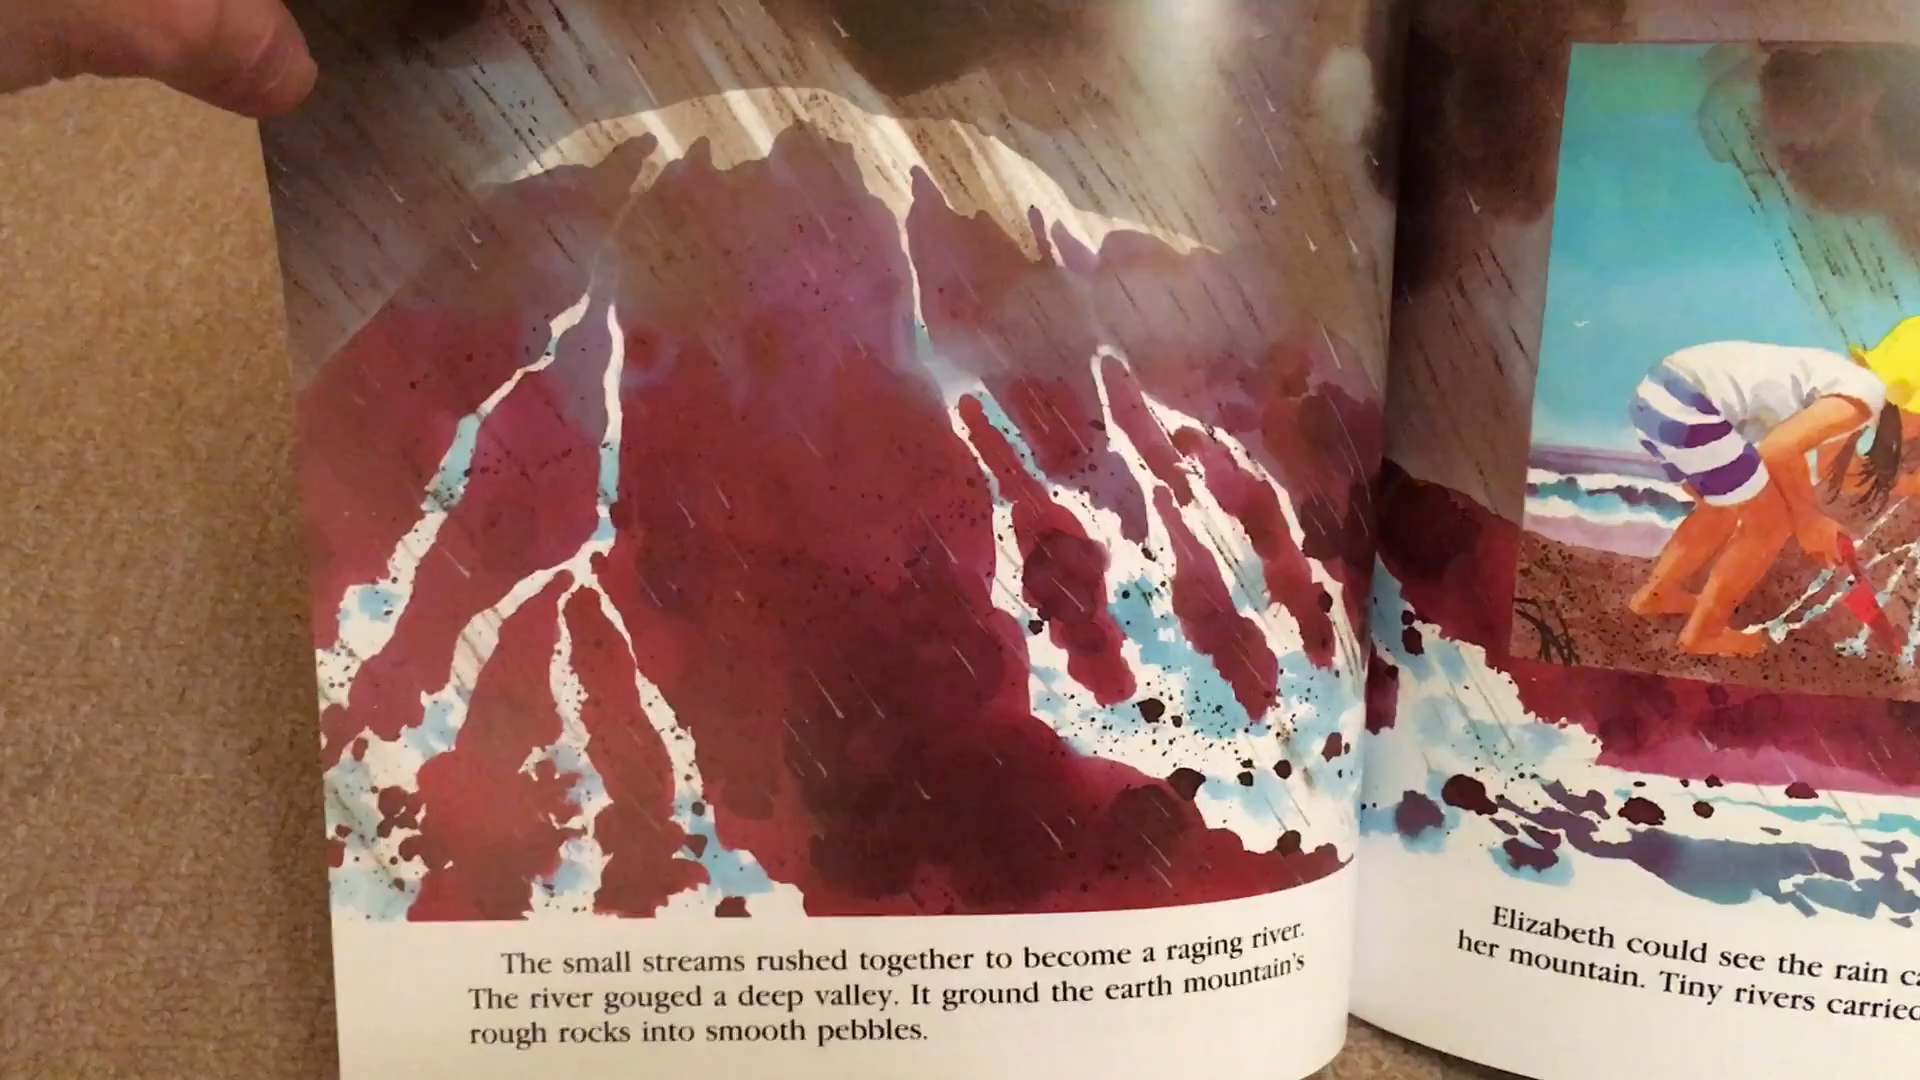 The small streams rushed together to become a raging river.
The river gouged a deep valley. It ground the earth mountain's
rough rocks into smooth pebbles.
Elizabeth could see the rain
her mountain. Tiny rivers carried